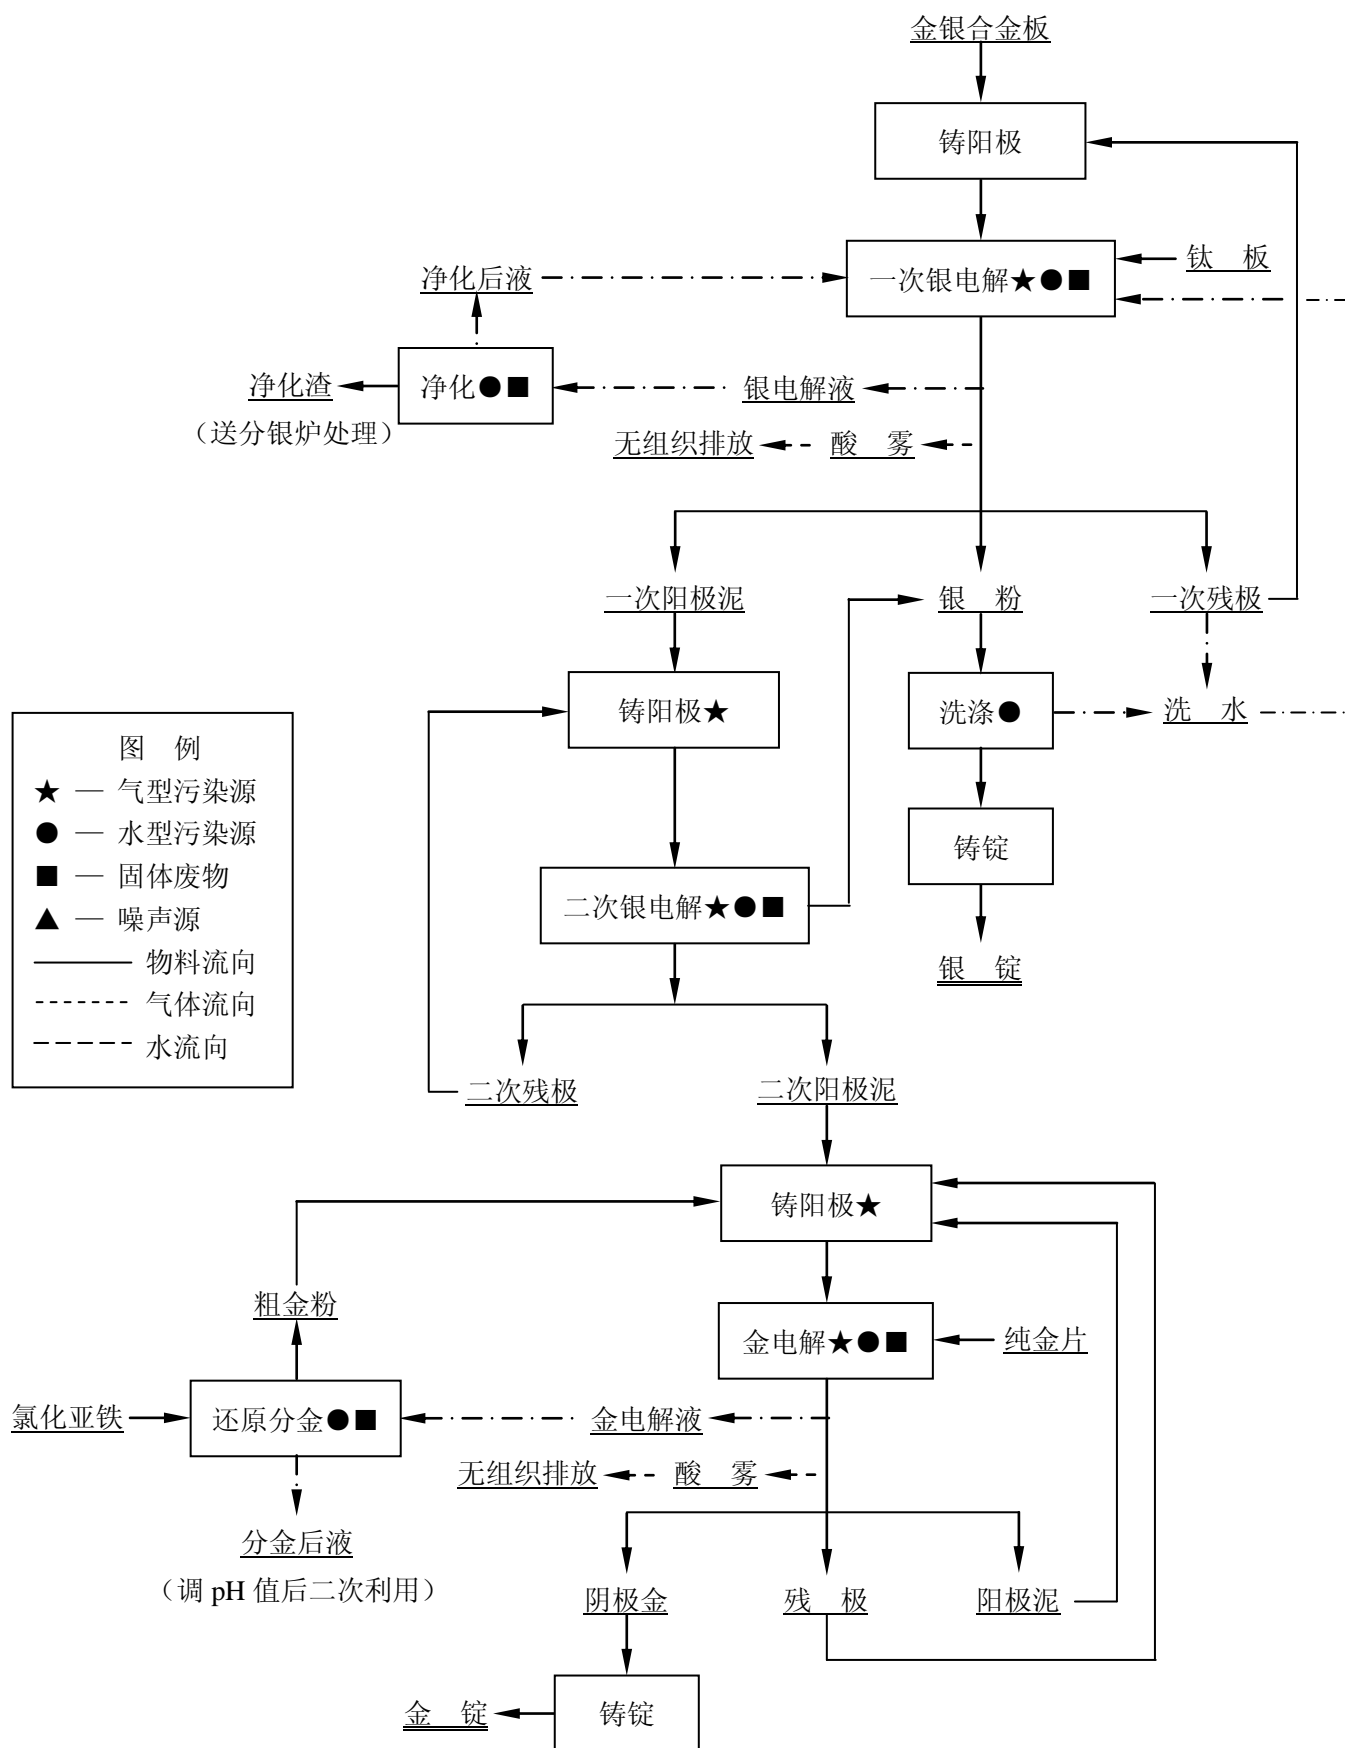 金银合金板
铸阳极
一次银电解★●■
钛 板
净化后液
净化●■
净化渣
（送分银炉处理）
银电解液
无组织排放
酸 雾
一次阳极泥
银 粉
一次残极
铸阳极★
洗涤●
洗 水
铸锭
二次银电解★●■
银 锭
图 例
★ — 气型污染源
● — 水型污染源
■ — 固体废物
▲ — 噪声源
物料流向
气体流向
水流向
二次残极
二次阳极泥
铸阳极★
粗金粉
金电解★●■
纯金片
氯化亚铁
还原分金●■
金电解液
无组织排放
酸 雾
分金后液
（调 pH 值后二次利用）
阴极金
残 极
阳极泥
金 锭
铸锭